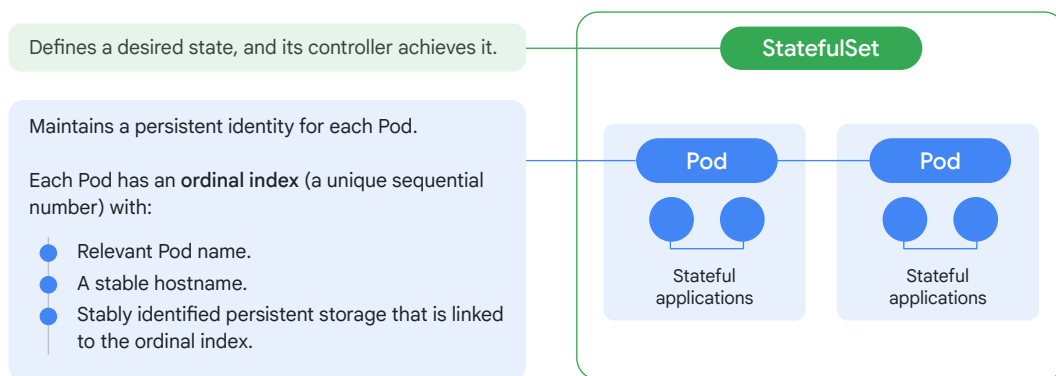 Defines a desired state, and its controller achieves it.
StatefulSet
Maintains a persistent identity for each Pod.
Each Pod has an ordinal index (a unique sequential
number) with:
Relevant Pod name.
A stable hostname.
Stably identified persistent storage that is linked
to the ordinal index.
Pod
Stateful
applications
Pod
Stateful
applications